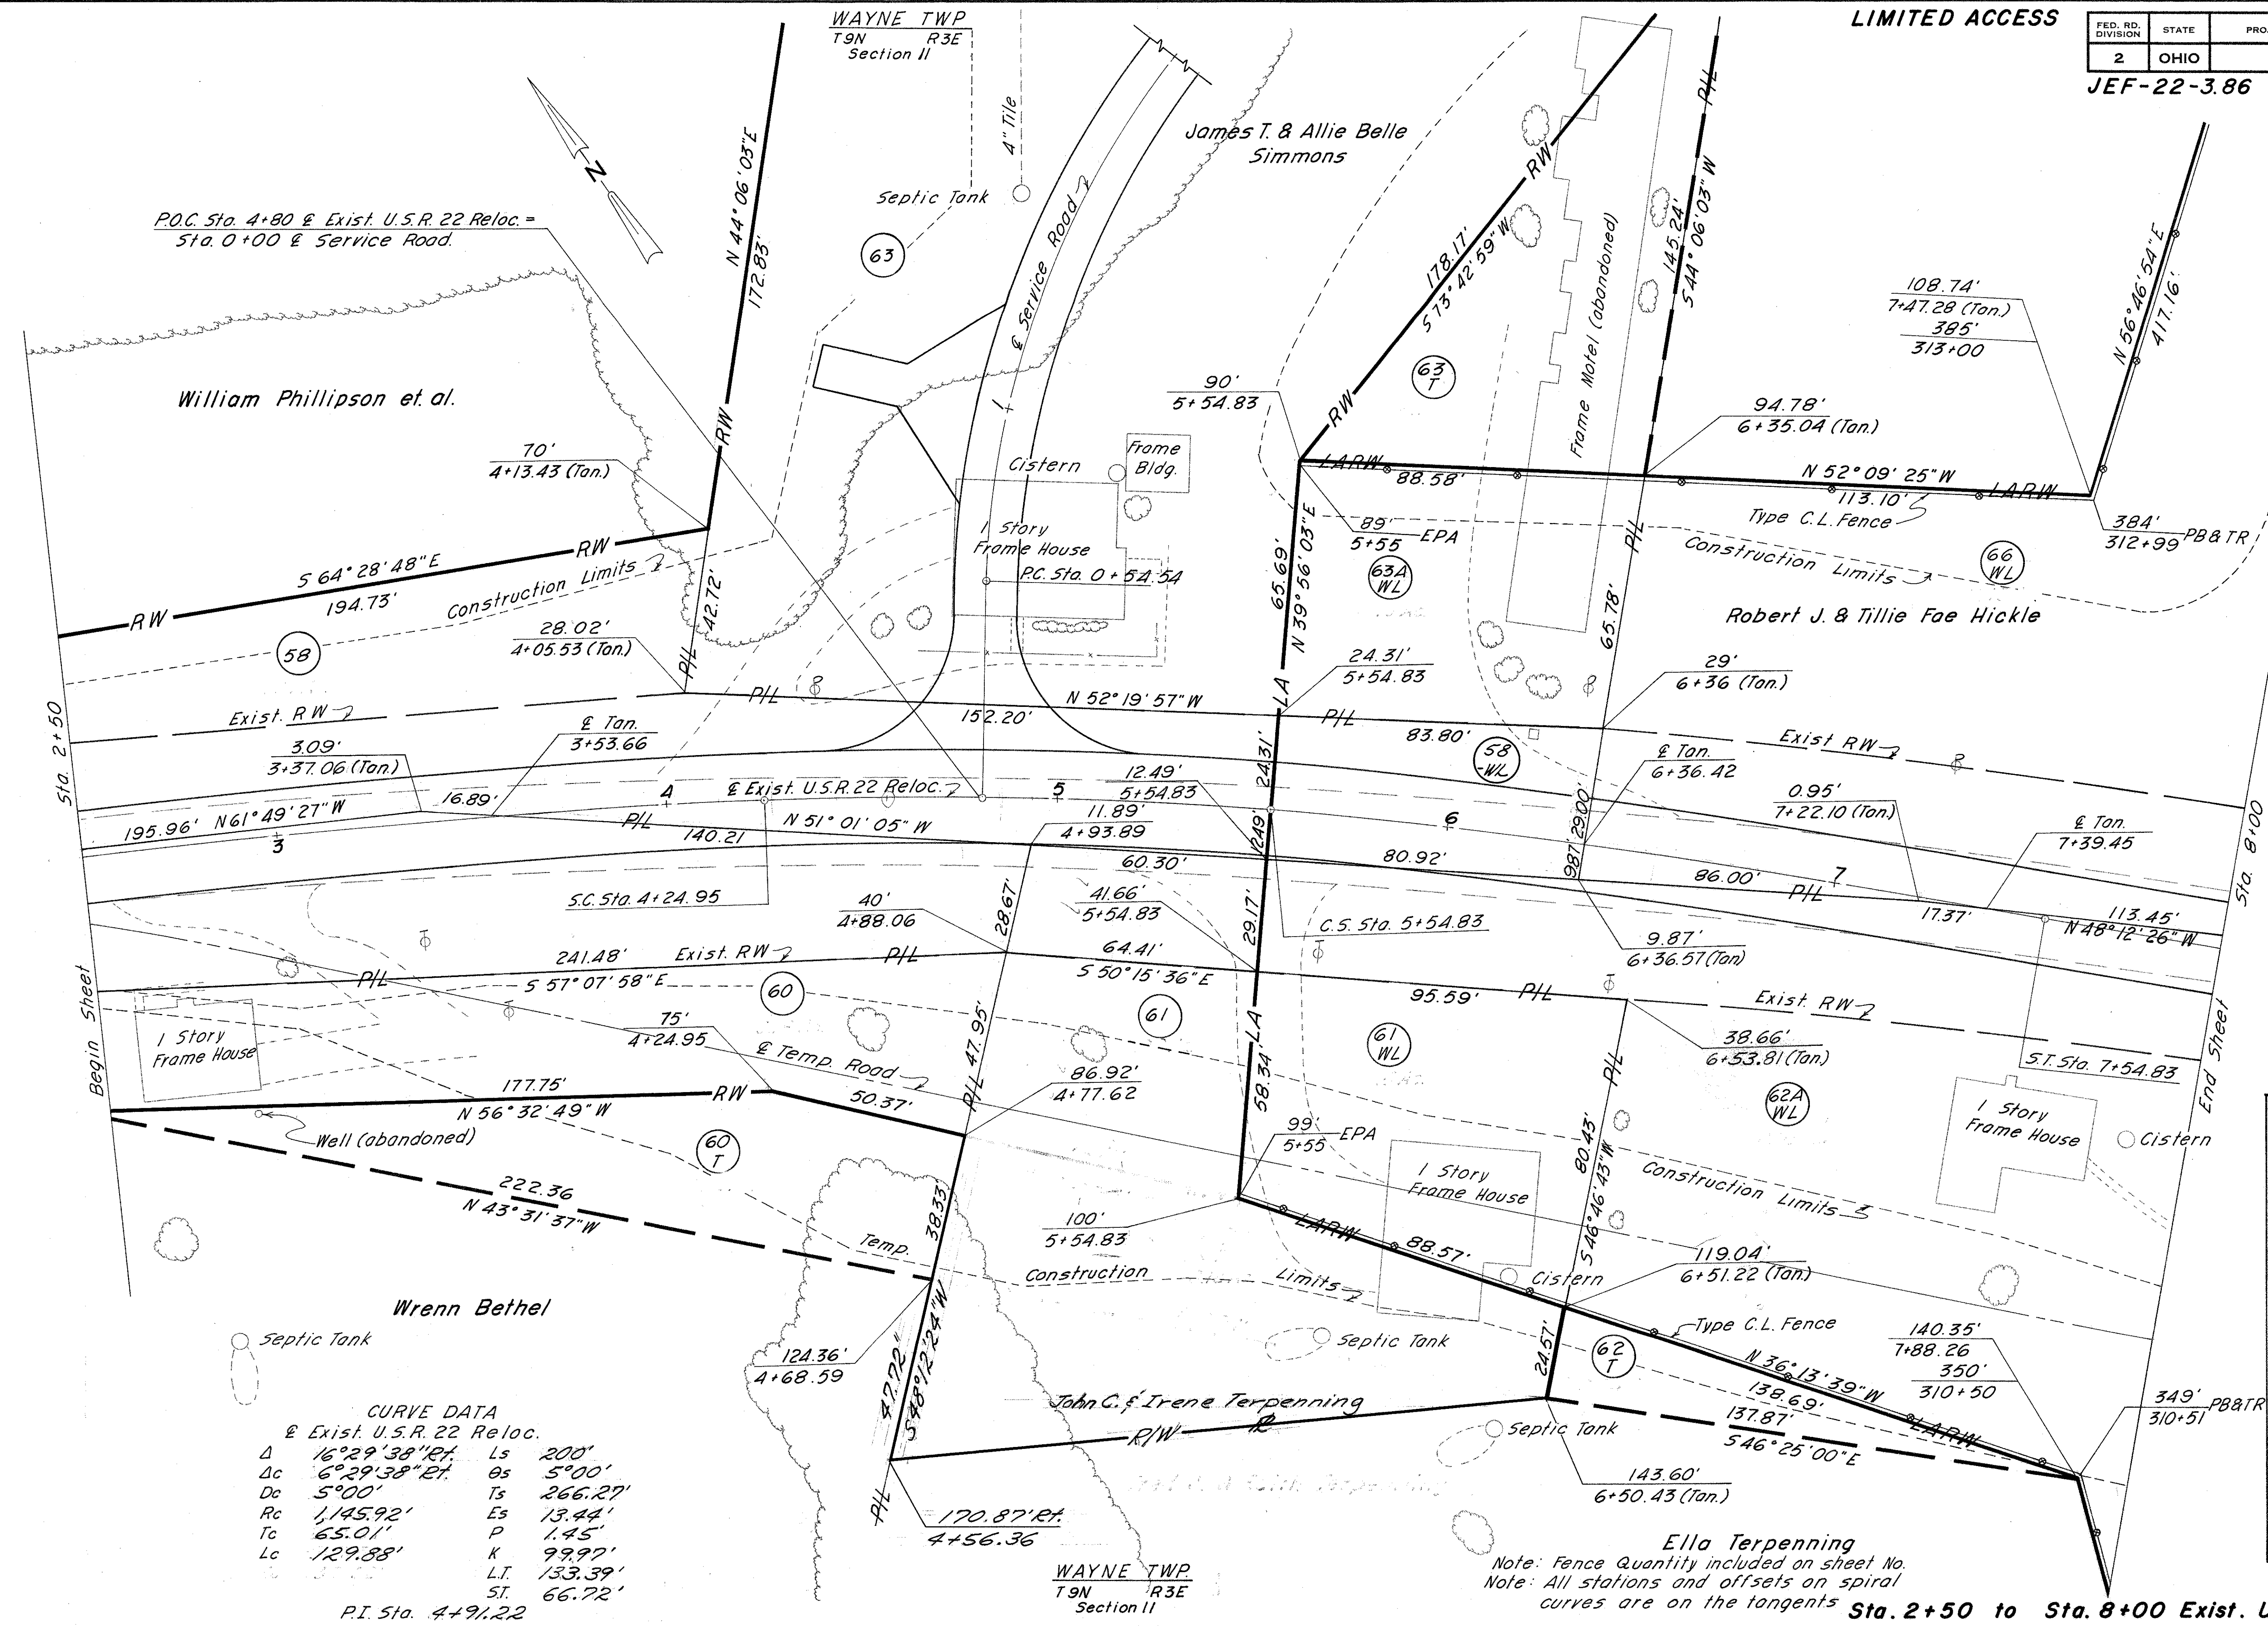 WAYNE TWP
T9N R3E
Section 11
LIMITED ACCESS
FED. RD.
DIVISION
STATE
2
OHIO
JEF-22-3.86
4" Tile
Septic Tank
63
James T. & Allie Belle
Simmons
℄ Service Road
1
P.O.C. Sta. 4+80 ℄ Exist. U.S.R. 22 Reloc. =
Sta. 0+00 ℄ Service Road.
N
N 44° 06' 03" E
172.83'
RW
RW
178.17'
S 73° 42' 59" W
RW
63
T
Frame Motel (abandoned)
P/L
145.24'
S 44° 06' 03" W
108.74'
7+47.28 (Tan.)
385'
313+00
N 56° 46' 54" E
417.16'
William Phillipson et. al.
70'
4+13.43 (Tan.)
90'
5+54.83
94.78'
6+35.04 (Tan.)
Cistern
Frame
Bldg.
LARW
88.58'
N 52° 09' 25" W
113.10'
LARW
Type C.L. Fence
89'
5+55
EPA
384'
312+99
PB & TR
RW
S 64° 28' 48" E
RW
194.73'
Construction Limits
42.72'
1 Story
Frame House
P.C. Sta. 0+54.54
65.69'
N 39° 56' 03" E
63A
WL
P/L
65.78'
Construction Limits
66
WL
Robert J. & Tillie Fae Hickle
58
28.02'
4+05.53 (Tan.)
P/L
24.31'
5+54.83
29'
6+36 (Tan.)
Sta. 2+50
Exist. RW
P/L
152.20'
N 52° 19' 57" W
LA
P/L
83.80'
Exist RW
3.09'
3+37.06 (Tan.)
℄ Tan.
3+53.66
24.31'
58
-WL
℄ Tan.
6+36.42
0.95'
7+22.10 (Tan.)
℄ Tan.
7+39.45
195.96'
N 61° 49' 27" W
3
16.89'
4
℄ Exist. U.S.R. 22 Reloc.
5
12.49'
5+54.83
6
7
P/L
140.21
N 51° 01' 05" W
11.89'
4+93.89
12.49'
60.30'
80.92'
9.87'
29.00'
86.00'
P/L
17.37'
113.45'
N 48° 12' 26" W
Sta. 8+00
S.C. Sta. 4+24.95
40'
4+88.06
28.67'
41.66'
5+54.83
29.17'
C.S. Sta. 5+54.83
9.87'
6+36.57 (Tan)
Begin Sheet
P/L
241.48'
Exist. RW
S 57° 07' 58" E
P/L
64.41'
S 50° 15' 36" E
95.59'
P/L
Exist. RW
60
61
LA
61
WL
38.66'
6+53.81 (Tan)
S.T. Sta. 7+54.83
End Sheet
1 Story
Frame House
75'
4+24.95
℄ Temp. Road
P/L
47.95'
86.92'
4+77.62
58.34'
P/L
62A
WL
1 Story
Frame House
Cistern
177.75'
N 56° 32' 49" W
RW
50.37'
Well (abandoned)
60
T
99'
5+55
EPA
1 Story
Frame House
80.43'
S 46° 46' 43" W
Construction Limits
222.36
N 43° 31' 37" W
38.33'
100'
5+54.83
LARW
88.57'
119.04'
6+51.22 (Tan)
Temp.
Construction
Limits
Cistern
Wrenn Bethel
Septic Tank
124.36'
4+68.59
47.72"
S 48° 12' 24" W
Septic Tank
24.57'
62
T
Type C.L. Fence
N 36° 13' 39" W
138.69'
LARW
140.35'
7+88.26
350'
310+50
349'
310+51
PB&TR
John C. & Irene Terpenning
R/W
137.87'
S 46° 25' 00" E
Septic Tank
143.60'
6+50.43 (Tan.)
P/L
170.87' Rt.
4+56.36
CURVE DATA
℄ Exist. U.S.R. 22 Reloc.
Δ 16° 29' 38" Rt. Ls 200'
Δc 6° 29' 38" Rt. Θs 5° 00'
Dc 5° 00' Ts 266.27'
Rc 1,145.92' Es 13.44'
Tc 65.01' P 1.45'
Lc 129.88' K 99.97'
L.T. 133.39'
S.T. 66.72'
P.I. Sta. 4+91.22
WAYNE TWP.
T9N R3E
Section 11
Ella Terpenning
Note: Fence Quantity included on sheet No.
Note: All stations and offsets on spiral
curves are on the tangents
Sta. 2+50 to Sta. 8+00 Exist.